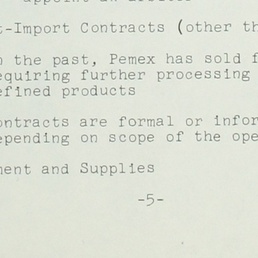 t-Import Contracts (other th
n the past, Pemex has sold f
equiring further processing
efined products
ontracts are formal or infor
epending on scope of the ope
ment and Supplies
-5-